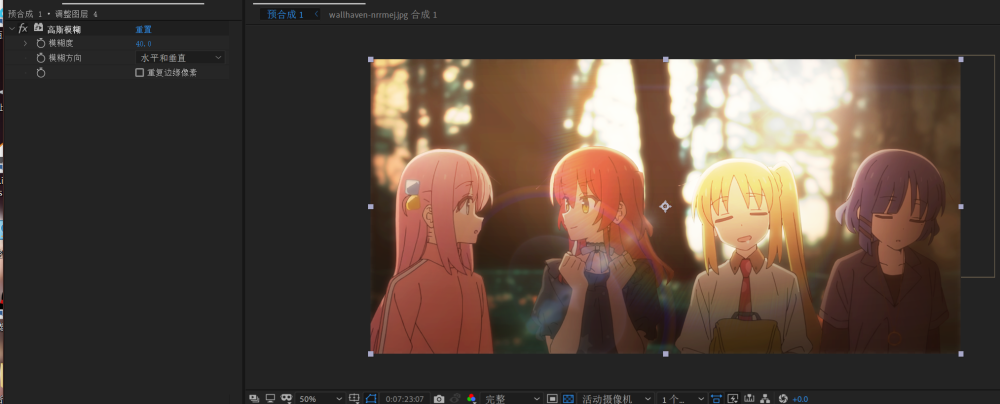 预合成 1 · 调整图层 4
fx 高斯模糊 重置
模糊度 40.0
模糊方向 水平和垂直
重复边缘像素
预合成 1 wallhaven-nrrmej.jpg 合成 1
50% 0:07:23:07 完整 活动摄像机 1 个… +0.0